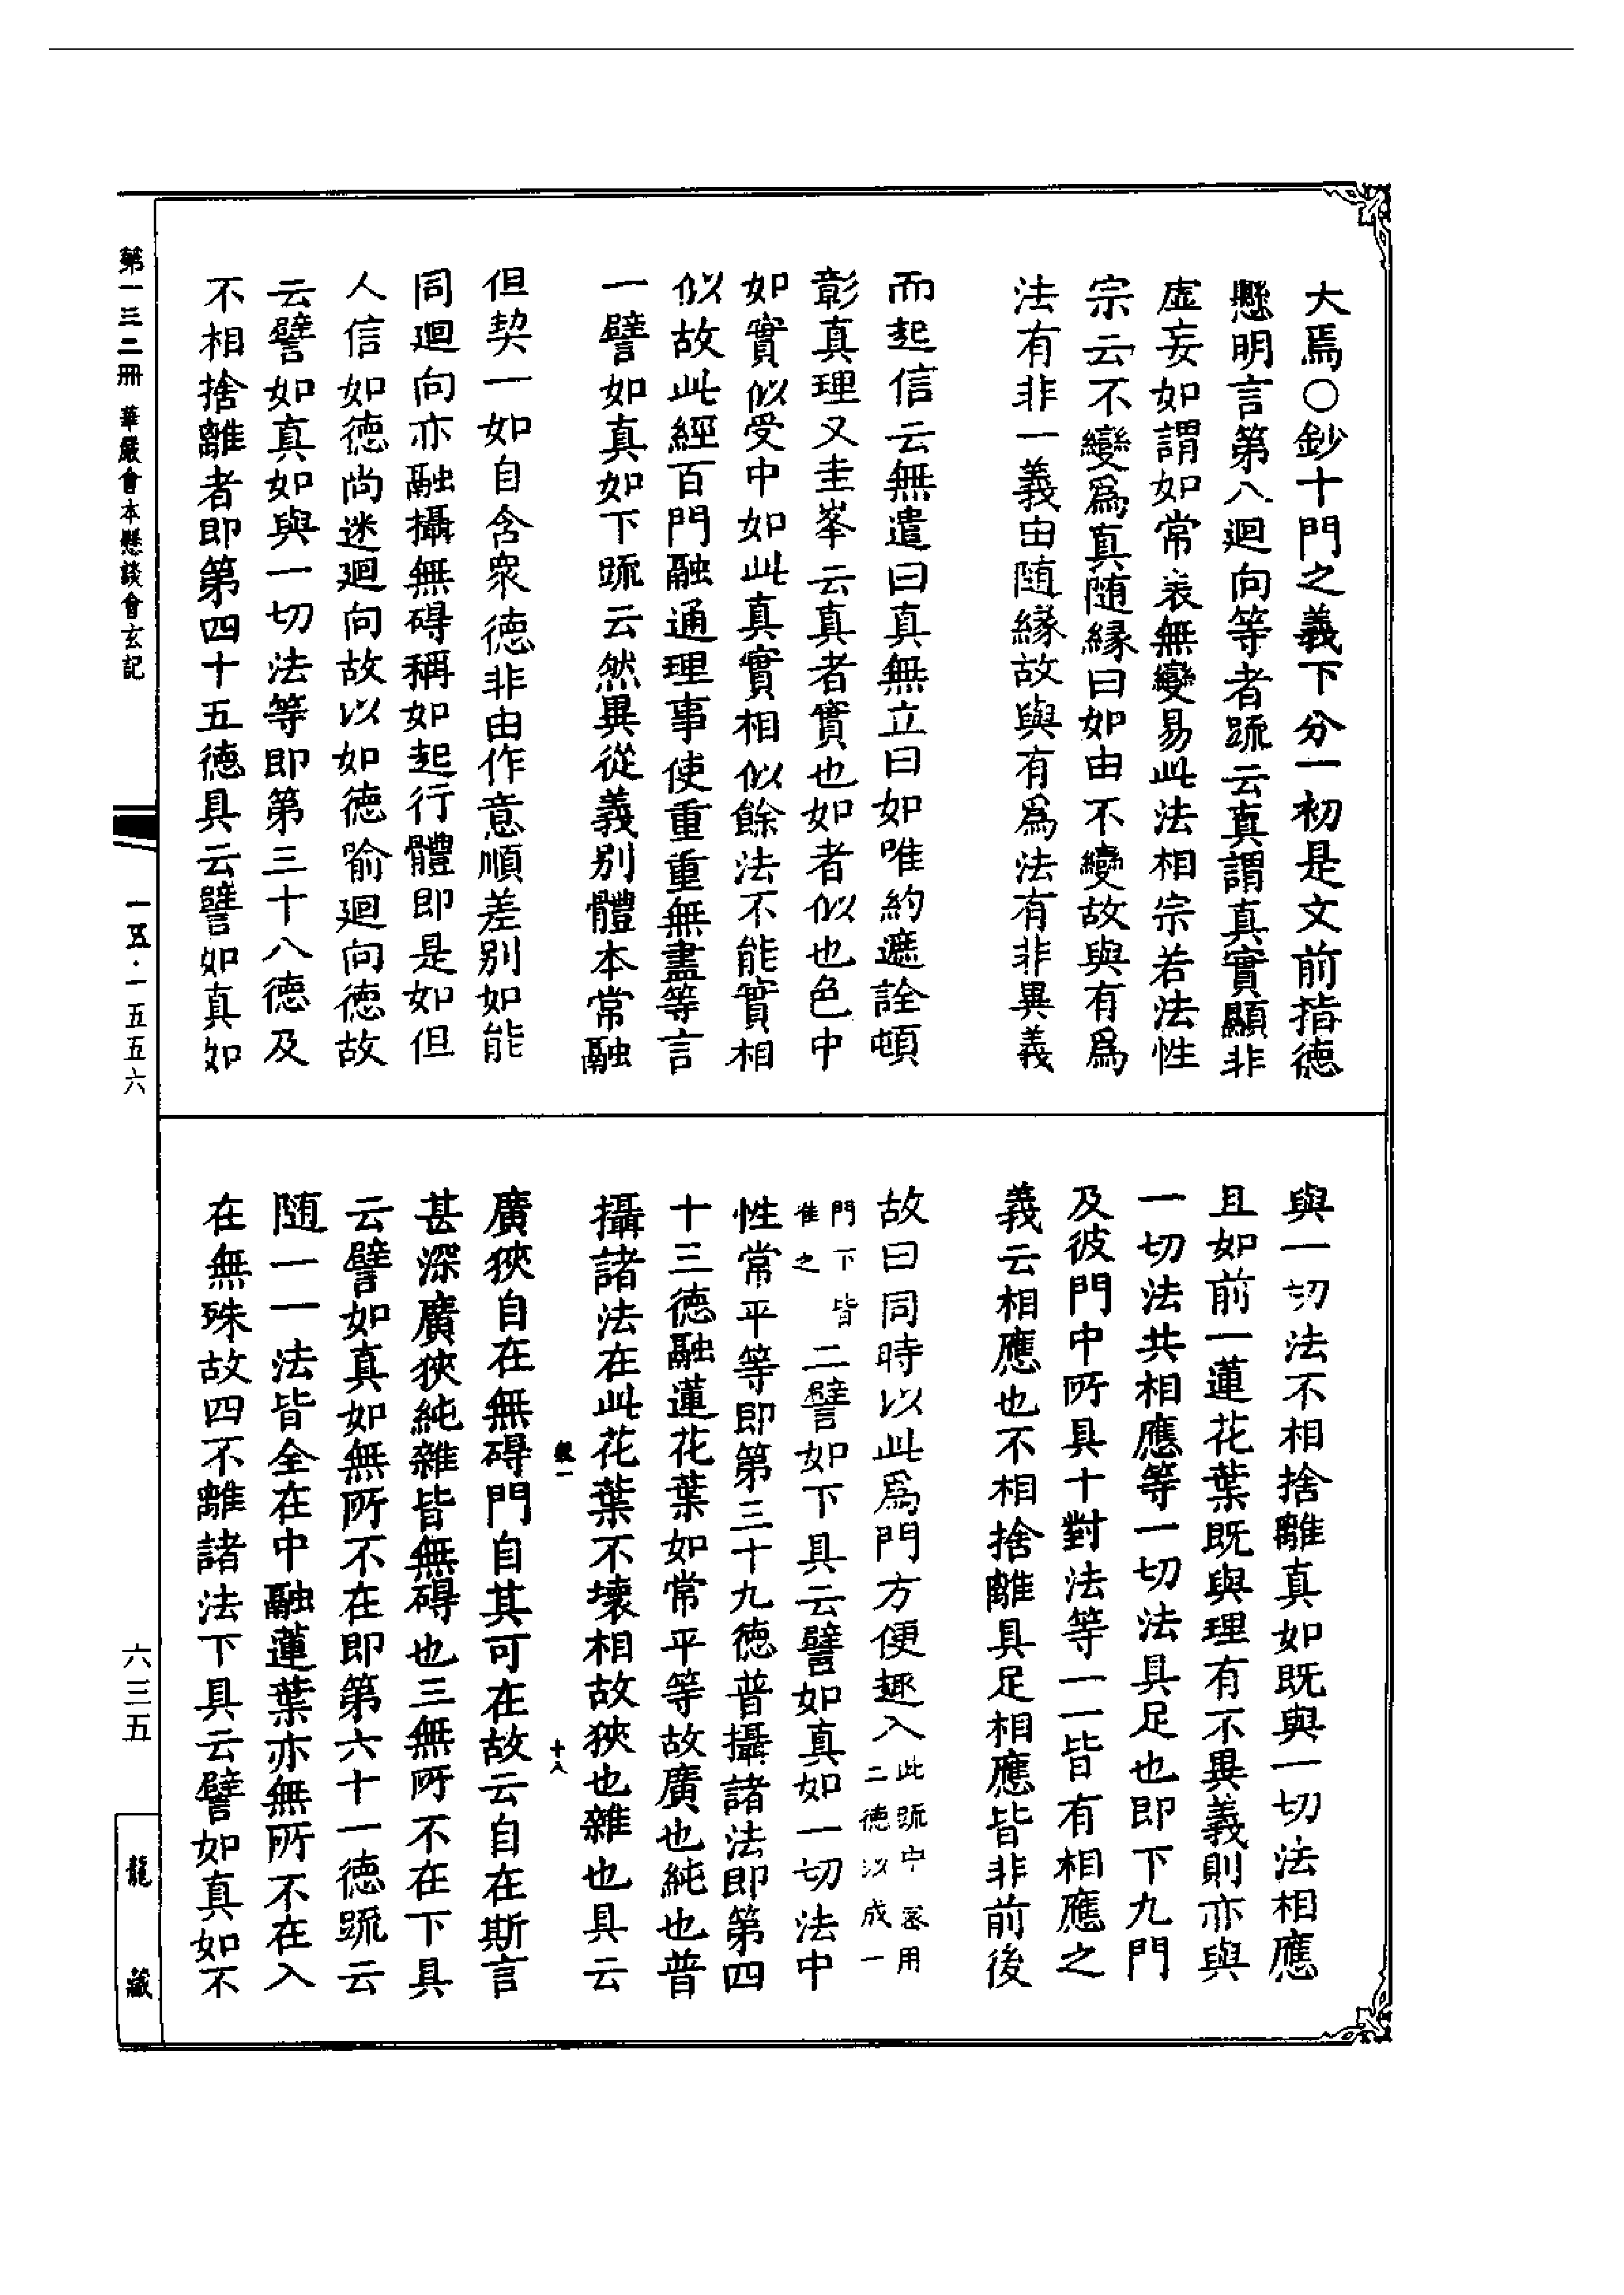 大焉○鈔十門之義下分一初是文前指德
懸明言第八迴向等者䟽云真謂真實顯非
虛妄如謂如常表無變易此法相宗若法性
宗云不變爲真隨緣曰如由不變故與有爲
法有非一義由隨緣故與有爲法有非異義
而起信云無遣曰真無立曰如唯約遮詮頓
彰真理又圭峯云真者實也如者似也色中
如實似受中如此真實相似餘法不能實相
似故此經百門融通理事使重重無盡等言
一譬如真如下䟽云然異從義别體本常融
但契一如自含衆德非由作意順差别如能
同迴向亦融攝無碍稱如起行體即是如但
人信如德尚迷迴向故以如德喻迴向德故
云譬如真如與一切法等即第三十八德及
不相捨離者即第四十五德具云譬如真如
與一切法不相捨離真如既與一切法相應
且如前一蓮花葉既與理有不異義則亦與
一切法共相應等一切法具足也即下九門
及彼門中所具十對法等一一皆有相應之
義云相應也不相捨離具足相應皆非前後
故曰同時以此爲門方便趣入此䟽中叅用
二德以成一
門下皆
准之
二譬如下具云譬如真如一切法中
性常平等即第三十九德普攝諸法即第四
十三德融蓮花葉如常平等故廣也純也普
攝諸法在此花葉不壞相故狹也雜也具云
廣狹自在無碍門自其可在故云自在斯言
甚深廣狹純雜皆無碍也三無所不在下具
云譬如真如無所不在即第六十一德䟽云
隨一一法皆全在中融蓮葉亦無所不在入
在無殊故四不離諸法下具云譬如真如不
十八
第一三二冊 華嚴會本懸談會玄記
一五·一五五六
六三五
龍藏